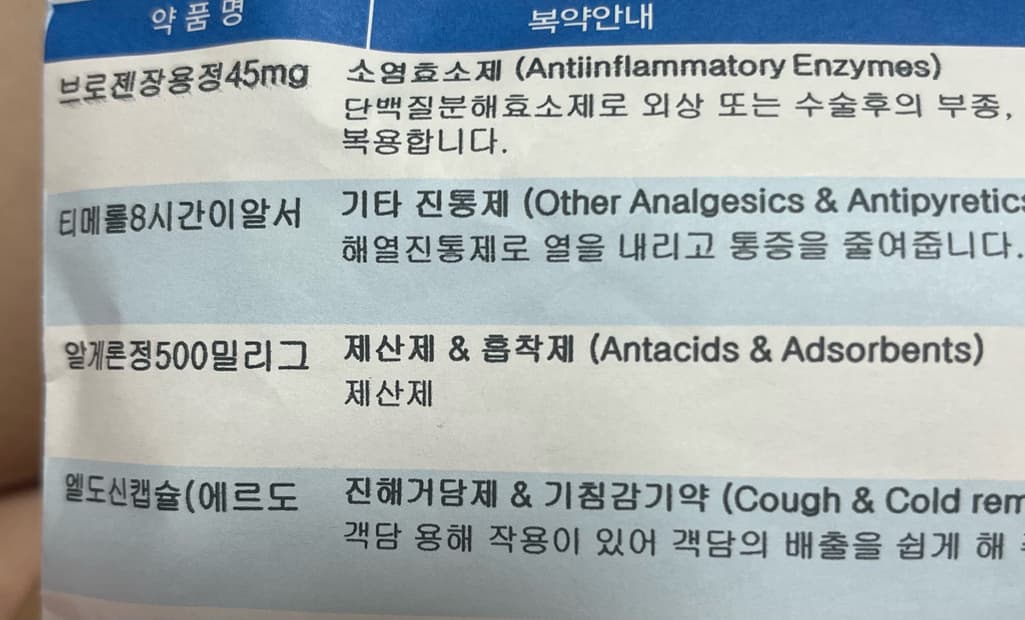 약 품 명 복약안내
브로젠장용정45mg 소염효소제 (Antiinflammatory Enzymes)
단백질분해효소제로 외상 또는 수술후의 부종,
복용합니다.
티메롤8시간이알서 기타 진통제 (Other Analgesics & Antipyretics
해열진통제로 열을 내리고 통증을 줄여줍니다.
알게론정500밀리그 제산제 & 흡착제 (Antacids & Adsorbents)
제산제
엘도신캡슐(에르도 진해거담제 & 기침감기약 (Cough & Cold rem
객담 용해 작용이 있어 객담의 배출을 쉽게 해